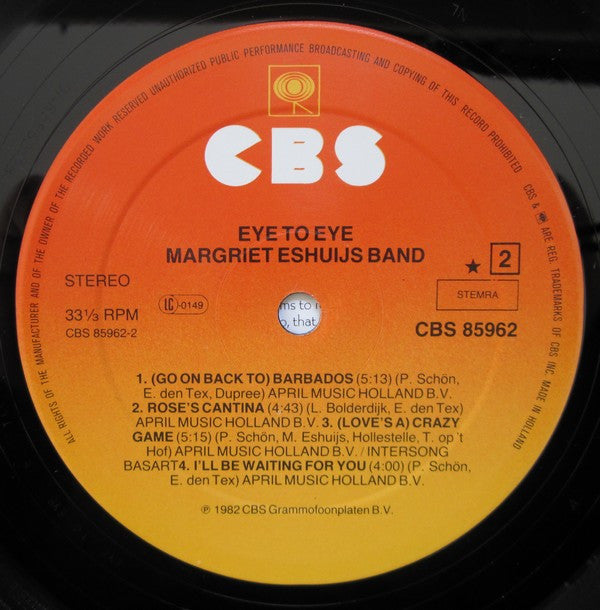 ALL RIGHTS OF THE MANUFACTURER AND OF THE OWNER OF THE RECORDED WORK RESERVED UNAUTHORIZED PUBLIC PERFORMANCE BROADCASTING AND COPYING OF THIS RECORD PROHIBITED
CBS & ARE REG. TRADEMARKS OF CBS INC. MADE IN HOLLAND
CBS
EYE TO EYE
MARGRIET ESHUIJS BAND
STEREO
★ 2
33⅓ RPM
LC -0149
STEMRA
CBS 85962-2
CBS 85962
ms to
o, that
1. (GO ON BACK TO) BARBADOS (5:13) (P. Schön,
E. den Tex, Dupree) APRIL MUSIC HOLLAND B.V.
2. ROSE'S CANTINA (4:43) (L. Bolderdijk, E. den Tex)
APRIL MUSIC HOLLAND B.V. 3. (LOVE'S A) CRAZY
GAME (5:15) (P. Schön, M. Eshuijs, Hollestelle, T. op 't
Hof) APRIL MUSIC HOLLAND B.V. / INTERSONG
BASART4. I'LL BE WAITING FOR YOU (4:00) (P. Schön,
E. den Tex) APRIL MUSIC HOLLAND B.V.
℗ 1982 CBS Grammofoonplaten B.V.